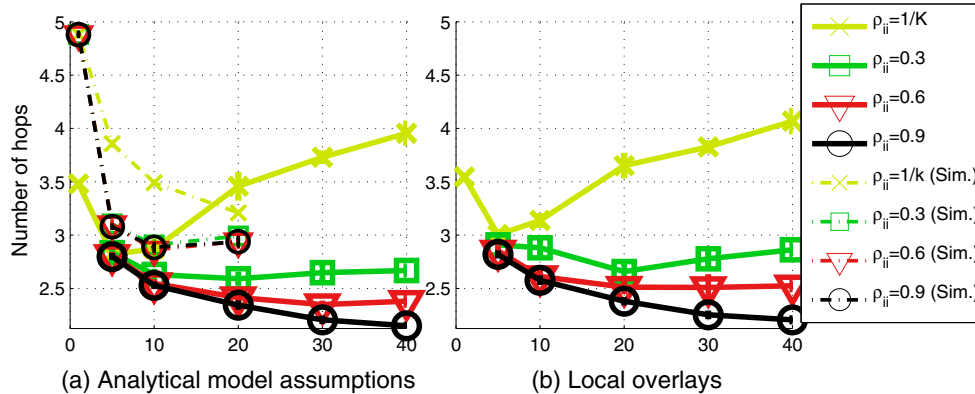 Number of hops
5
4.5
4
3.5
3
2.5
0 10 20 30 40
(a) Analytical model assumptions
5
4.5
4
3.5
3
2.5
0 10 20 30 40
(b) Local overlays
ρii=1/K
ρii=0.3
ρii=0.6
ρii=0.9
ρii=1/k (Sim.)
ρii=0.3 (Sim.)
ρii=0.6 (Sim.)
ρii=0.9 (Sim.)